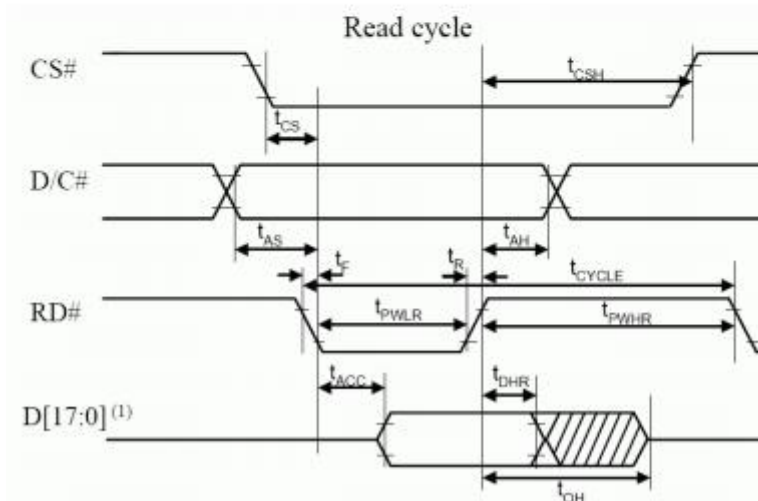 Read cycle
CS#
tCSH
tCS
D/C#
tAS
tAH
tF
tR
tCYCLE
RD#
tPWLR
tPWHR
tACC
tDHR
D[17:0](1)
tOH